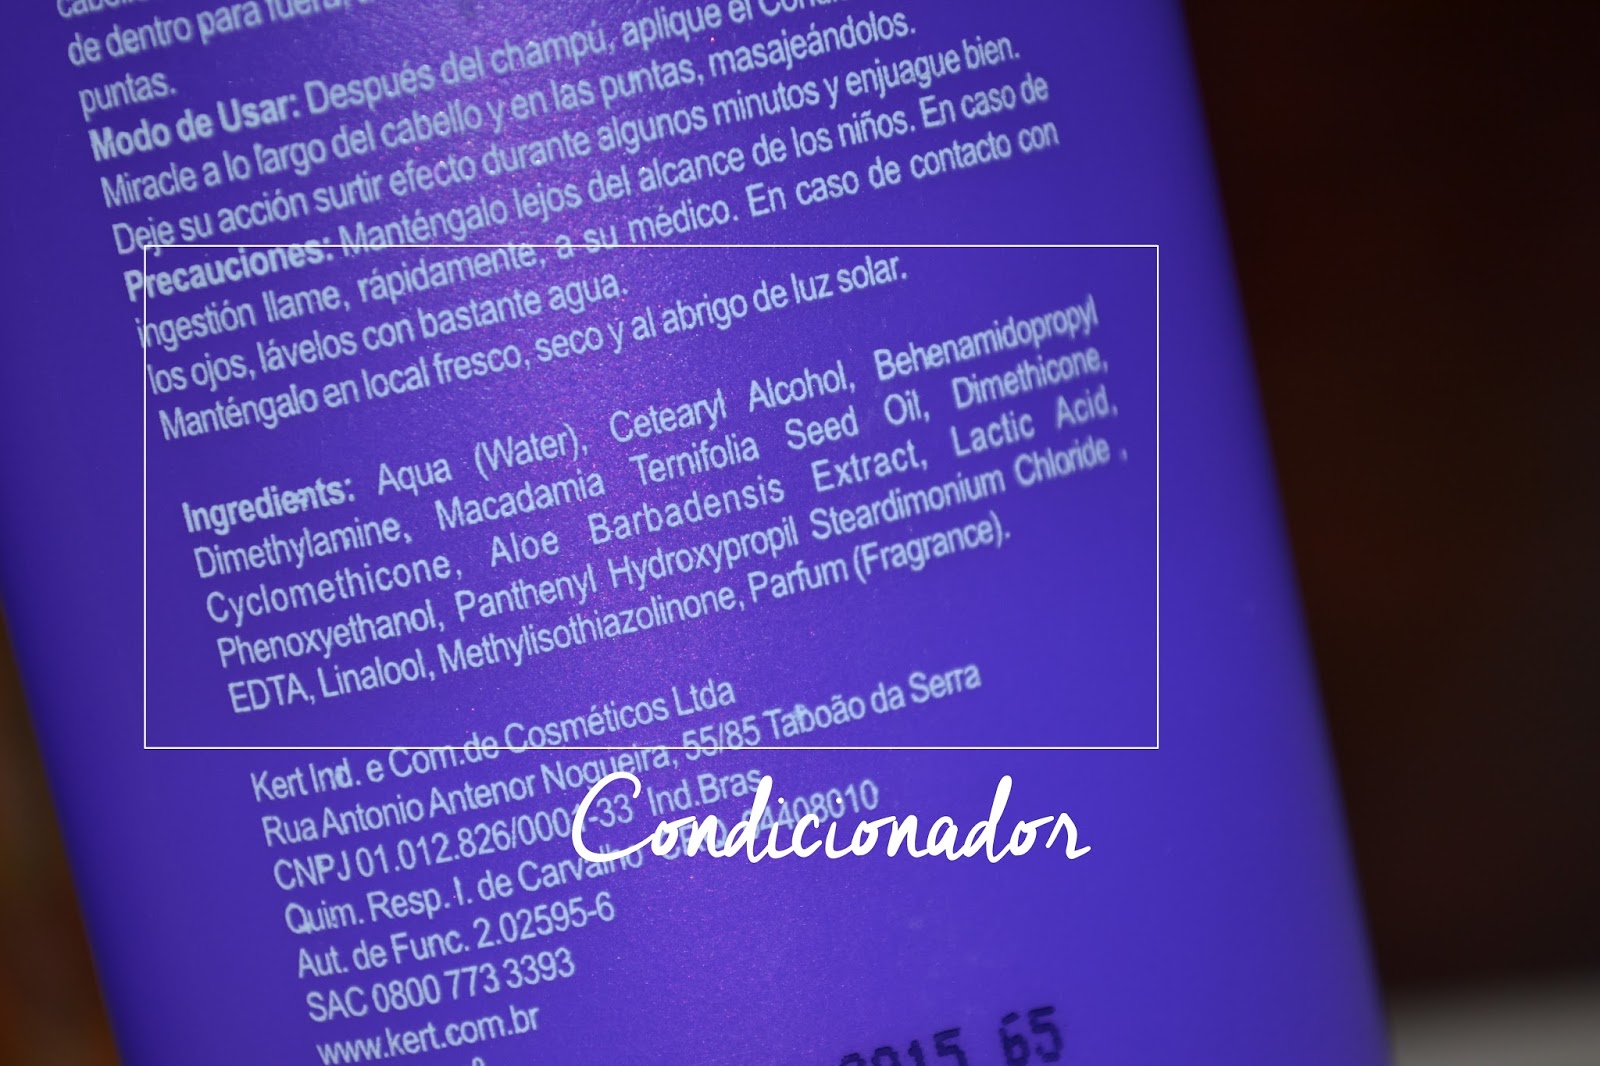 de dentro para fuera,
puntas.
Modo de Usar: Después del champú, aplique el
Miracle a lo largo del cabello y en las puntas, masajeándolos.
Deje su acción surtir efecto durante algunos minutos y enjuague bien.
Precauciones: Manténgalo lejos del alcance de los niños. En caso de
ingestión llame, rápidamente, a su médico. En caso de contacto con
los ojos, lávelos con bastante agua.
Manténgalo en local fresco, seco y al abrigo de luz solar.
Ingredients: Aqua (Water), Cetearyl Alcohol, Behenamidopropyl
Dimethylamine, Macadamia Ternifolia Seed Oil, Dimethicone,
Cyclomethicone, Aloe Barbadensis Extract, Lactic Acid,
Phenoxyethanol, Panthenyl Hydroxypropil Steardimonium Chloride ,
EDTA, Linalool, Methylisothiazolinone, Parfum (Fragrance).
Kert Ind. e Com.de Cosméticos Ltda
Rua Antonio Antenor Nogueira, 55/85 Taboão da Serra
CNPJ 01.012.826/0001-33 Ind.Bras.
Quim. Resp. I. de Carvalho
Aut. de Func. 2.02595-6
SAC 0800 773 3393
www.kert.com.br
Condicionador
65